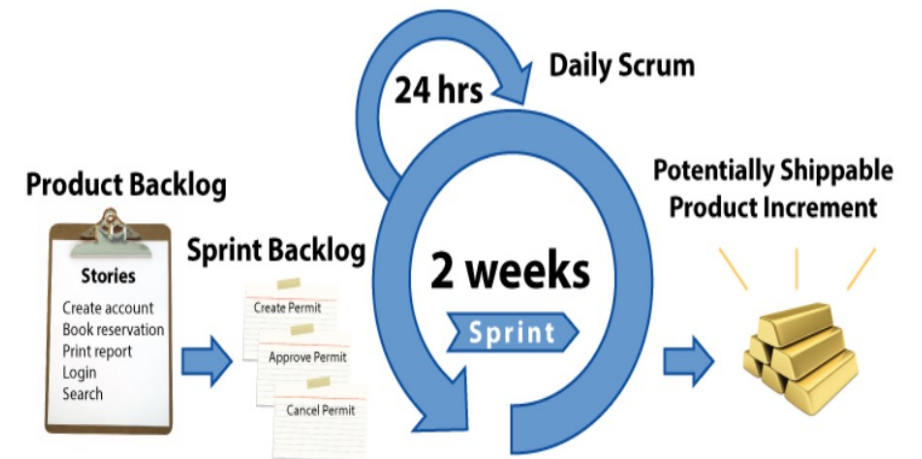 Product Backlog
Stories
Create account
Book reservation
Print report
Login
Search
Sprint Backlog
Create Permit
Approve Permit
Cancel Permit
24 hrs
Daily Scrum
2 weeks
Sprint
Potentially Shippable
Product Increment